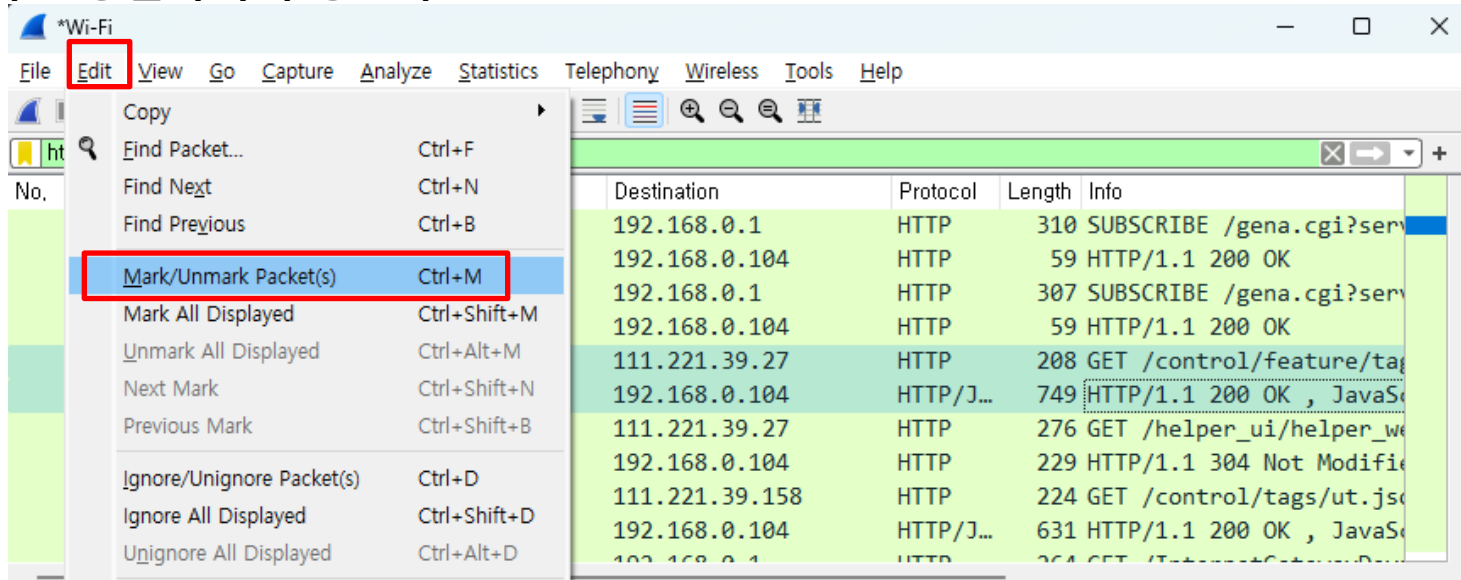 *Wi-Fi
File Edit View Go Capture Analyze Statistics Telephony Wireless Tools Help
Copy
ht
Find Packet... Ctrl+F
Find Next Ctrl+N
Find Previous Ctrl+B
Mark/Unmark Packet(s) Ctrl+M
Mark All Displayed Ctrl+Shift+M
Unmark All Displayed Ctrl+Alt+M
Next Mark Ctrl+Shift+N
Previous Mark Ctrl+Shift+B
Ignore/Unignore Packet(s) Ctrl+D
Ignore All Displayed Ctrl+Shift+D
Unignore All Displayed Ctrl+Alt+D
No. Destination Protocol Length Info
192.168.0.1 HTTP 310 SUBSCRIBE /gena.cgi?serv
192.168.0.104 HTTP 59 HTTP/1.1 200 OK
192.168.0.1 HTTP 307 SUBSCRIBE /gena.cgi?serv
192.168.0.104 HTTP 59 HTTP/1.1 200 OK
111.221.39.27 HTTP 208 GET /control/feature/tag
192.168.0.104 HTTP/J... 749 HTTP/1.1 200 OK , JavaSc
111.221.39.27 HTTP 276 GET /helper_ui/helper_we
192.168.0.104 HTTP 229 HTTP/1.1 304 Not Modifie
111.221.39.158 HTTP 224 GET /control/tags/ut.jso
192.168.0.104 HTTP/J... 631 HTTP/1.1 200 OK , JavaSc